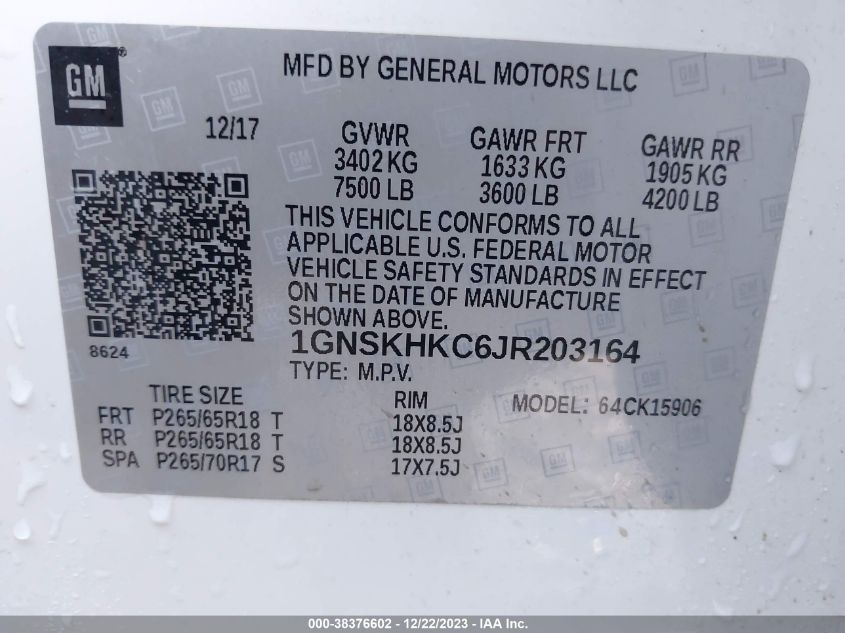 GM®
MFD BY GENERAL MOTORS LLC
12/17
GVWR
3402 KG
7500 LB
GAWR FRT
1633 KG
3600 LB
GAWR RR
1905 KG
4200 LB
THIS VEHICLE CONFORMS TO ALL
APPLICABLE U.S. FEDERAL MOTOR
VEHICLE SAFETY STANDARDS IN EFFECT
ON THE DATE OF MANUFACTURE
SHOWN ABOVE.
8624
1GNSKHKC6JR203164
TYPE: M.P.V.
TIRE SIZE
RIM
MODEL: 64CK15906
FRT P265/65R18 T 18X8.5J
RR P265/65R18 T 18X8.5J
SPA P265/70R17 S 17X7.5J
000-38376602 - 12/22/2023 - IAA Inc.